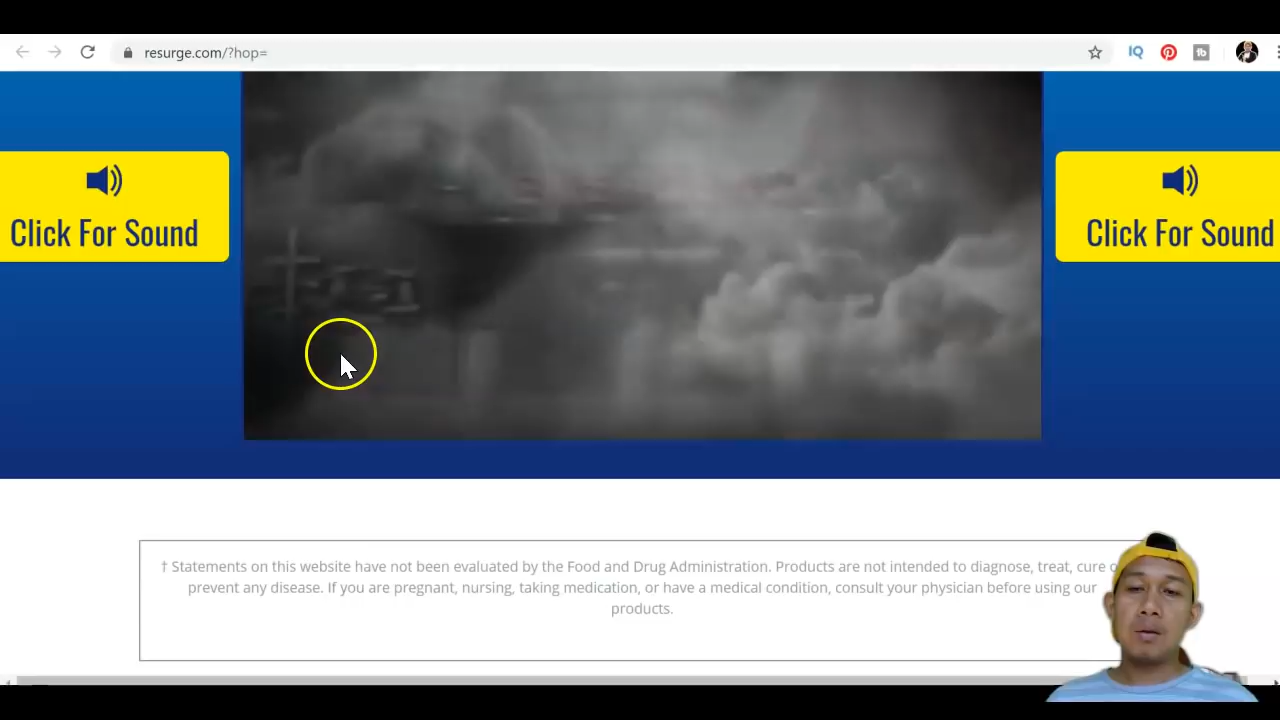 resurge.com/?hop=
IQ
tb
Click For Sound
Click For Sound
† Statements on this website have not been evaluated by the Food and Drug Administration. Products are not intended to diagnose, treat, cure o
prevent any disease. If you are pregnant, nursing, taking medication, or have a medical condition, consult your physician before using our
products.